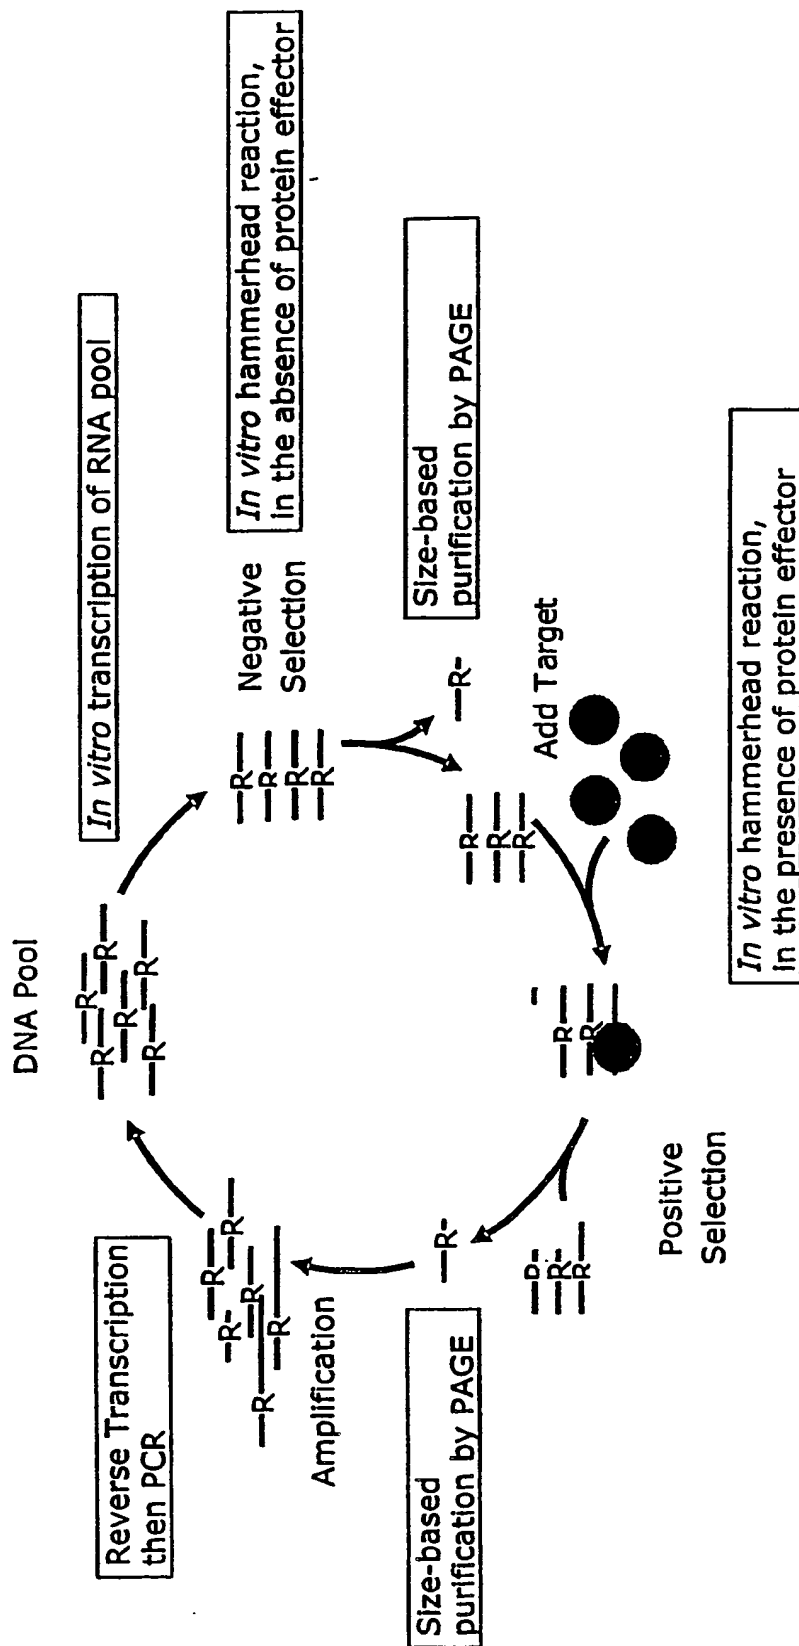 DNA Pool
R
R
R
R
R
R
In vitro transcription of RNA pool
Reverse Transcription
then PCR
R
R
R
R
R
R
Amplification
R
R
R
R
Negative
Selection
In vitro hammerhead reaction,
in the absence of protein effector
Size-based
purification by PAGE
R
R
Size-based
purification by PAGE
R
R
R
Add Target
R
R
R
R
Positive
Selection
In vitro hammerhead reaction,
in the presence of protein effector